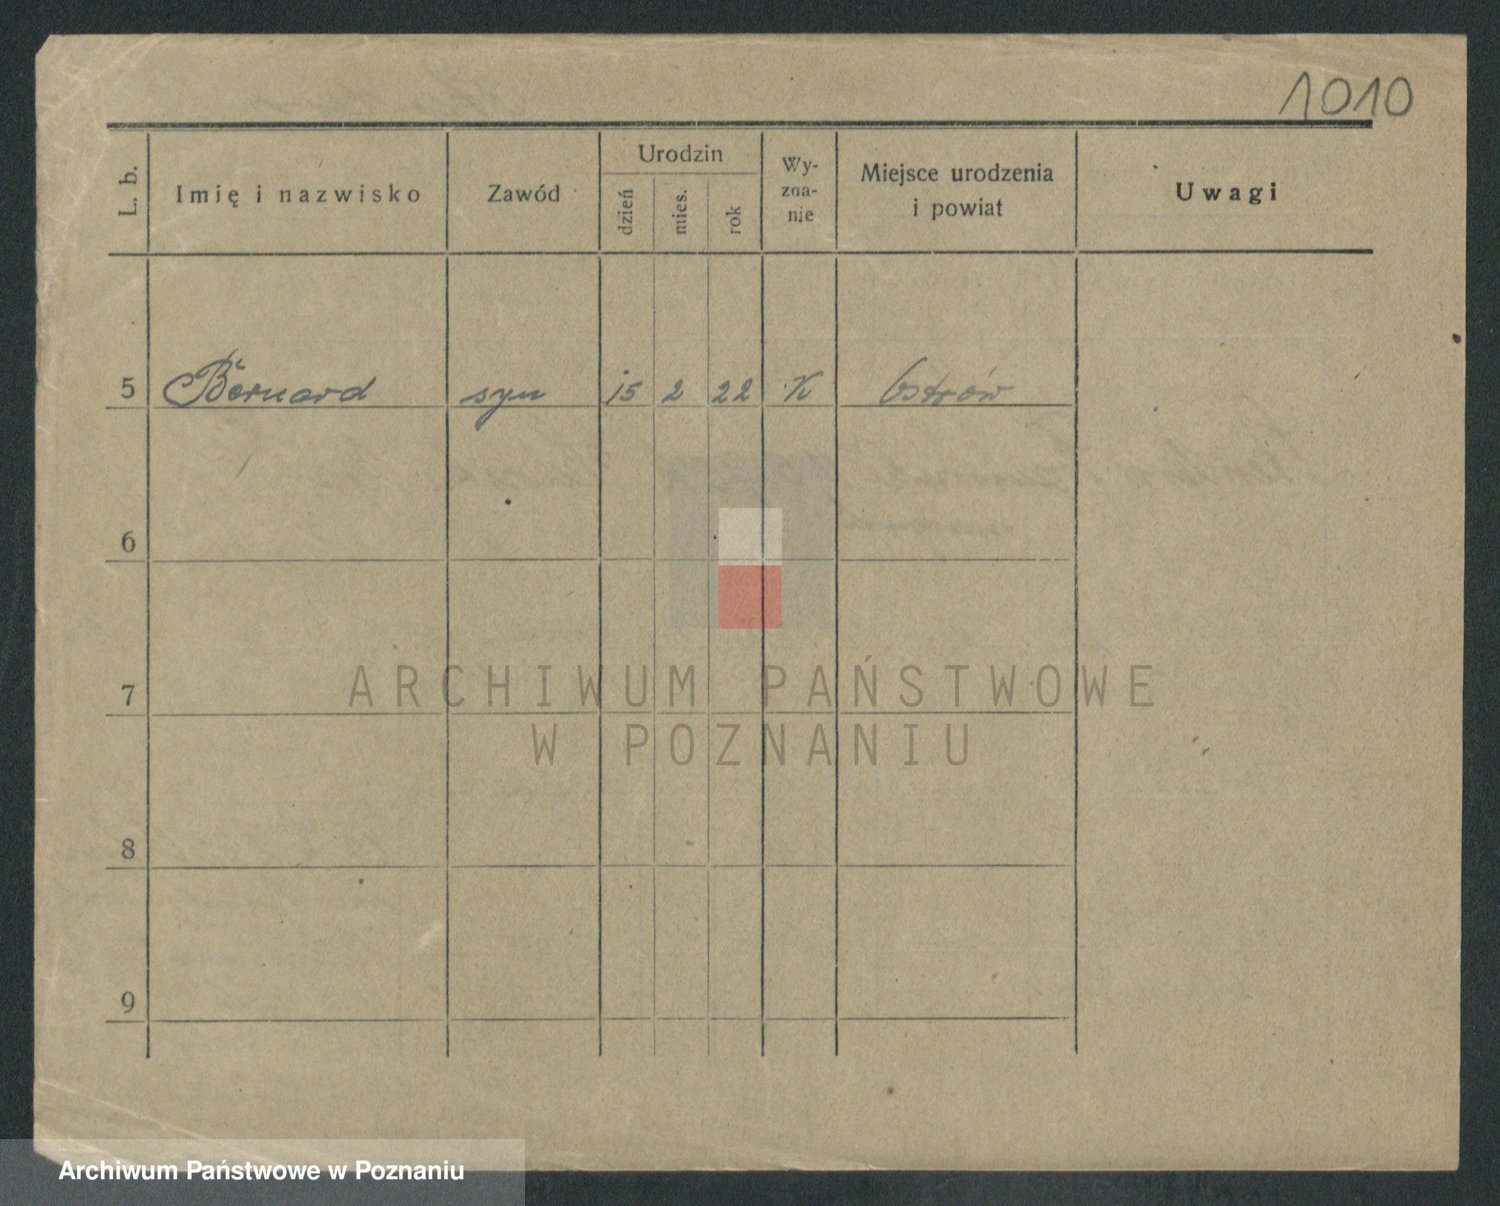 1010
L. b.
Imię i nazwisko
Zawód
Urodzin
dzień
mies.
rok
Wy-
zna-
nie
Miejsce urodzenia
i powiat
Uwagi
5 Bernard syn 15 2 22 K Ostrów
6
7
8
9
ARCHIWUM PAŃSTWOWE
W POZNANIU
Archiwum Państwowe w Poznaniu